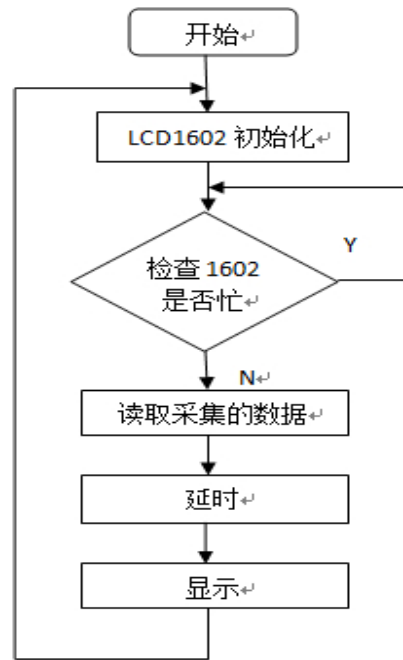 开始↵
LCD1602 初始化↵
Y
检查 1602
是否忙↵
N↵
读取采集的数据↵
延时↵
显示↵